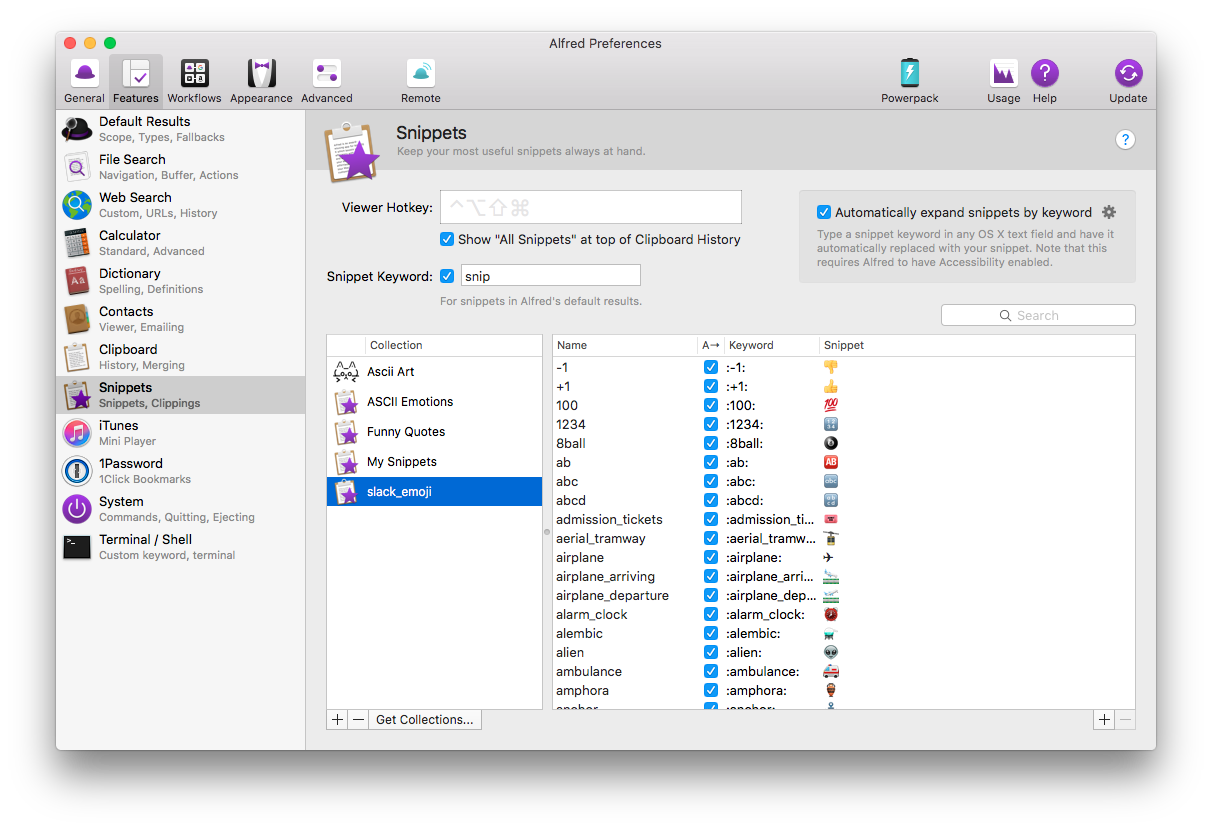 Alfred Preferences
General Features Workflows Appearance Advanced Remote Powerpack Usage Help Update
Default Results
Scope, Types, Fallbacks
File Search
Navigation, Buffer, Actions
Web Search
Custom, URLs, History
Calculator
Standard, Advanced
Dictionary
Spelling, Definitions
Contacts
Viewer, Emailing
Clipboard
History, Merging
Snippets
Snippets, Clippings
iTunes
Mini Player
1Password
1Click Bookmarks
System
Commands, Quitting, Ejecting
Terminal / Shell
Custom keyword, terminal
Snippets
Keep your most useful snippets always at hand.
?
Viewer Hotkey: ^⌥⇧⌘
Show "All Snippets" at top of Clipboard History
Snippet Keyword: snip
For snippets in Alfred's default results.
Automatically expand snippets by keyword
Type a snippet keyword in any OS X text field and have it
automatically replaced with your snippet. Note that this
requires Alfred to have Accessibility enabled.
Search
Collection
Ascii Art
ASCII Emotions
Funny Quotes
My Snippets
slack_emoji
Name A→ Keyword Snippet
-1 :-1: 👎
+1 :+1: 👍
100 :100: 💯
1234 :1234: 🔢
8ball :8ball: 🎱
ab :ab: 🆎
abc :abc: 🔤
abcd :abcd: 🔡
admission_tickets :admission_ti... 🎟
aerial_tramway :aerial_tramw... 🚡
airplane :airplane: ✈
airplane_arriving :airplane_arri... 🛬
airplane_departure :airplane_dep... 🛫
alarm_clock :alarm_clock: ⏰
alembic :alembic: ⚗
alien :alien: 👽
ambulance :ambulance: 🚑
amphora :amphora: 🏺
anchor :anchor: ⚓
+ − Get Collections...
+ −